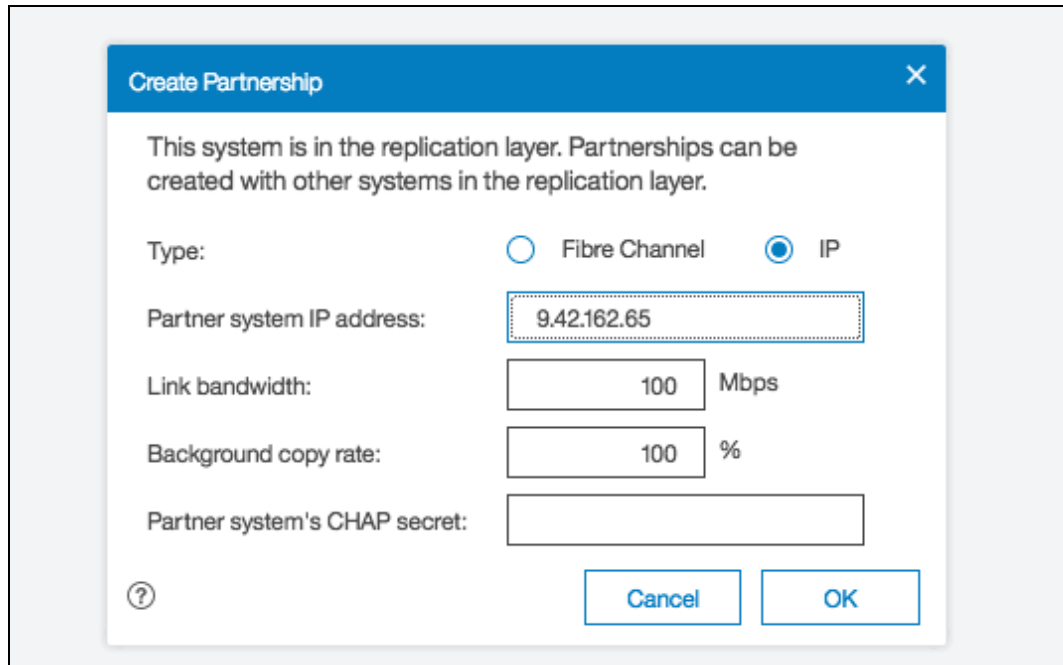 Create Partnership
This system is in the replication layer. Partnerships can be
created with other systems in the replication layer.
Type: Fibre Channel IP
Partner system IP address: 9.42.162.65
Link bandwidth: 100 Mbps
Background copy rate: 100 %
Partner system's CHAP secret:
? Cancel OK